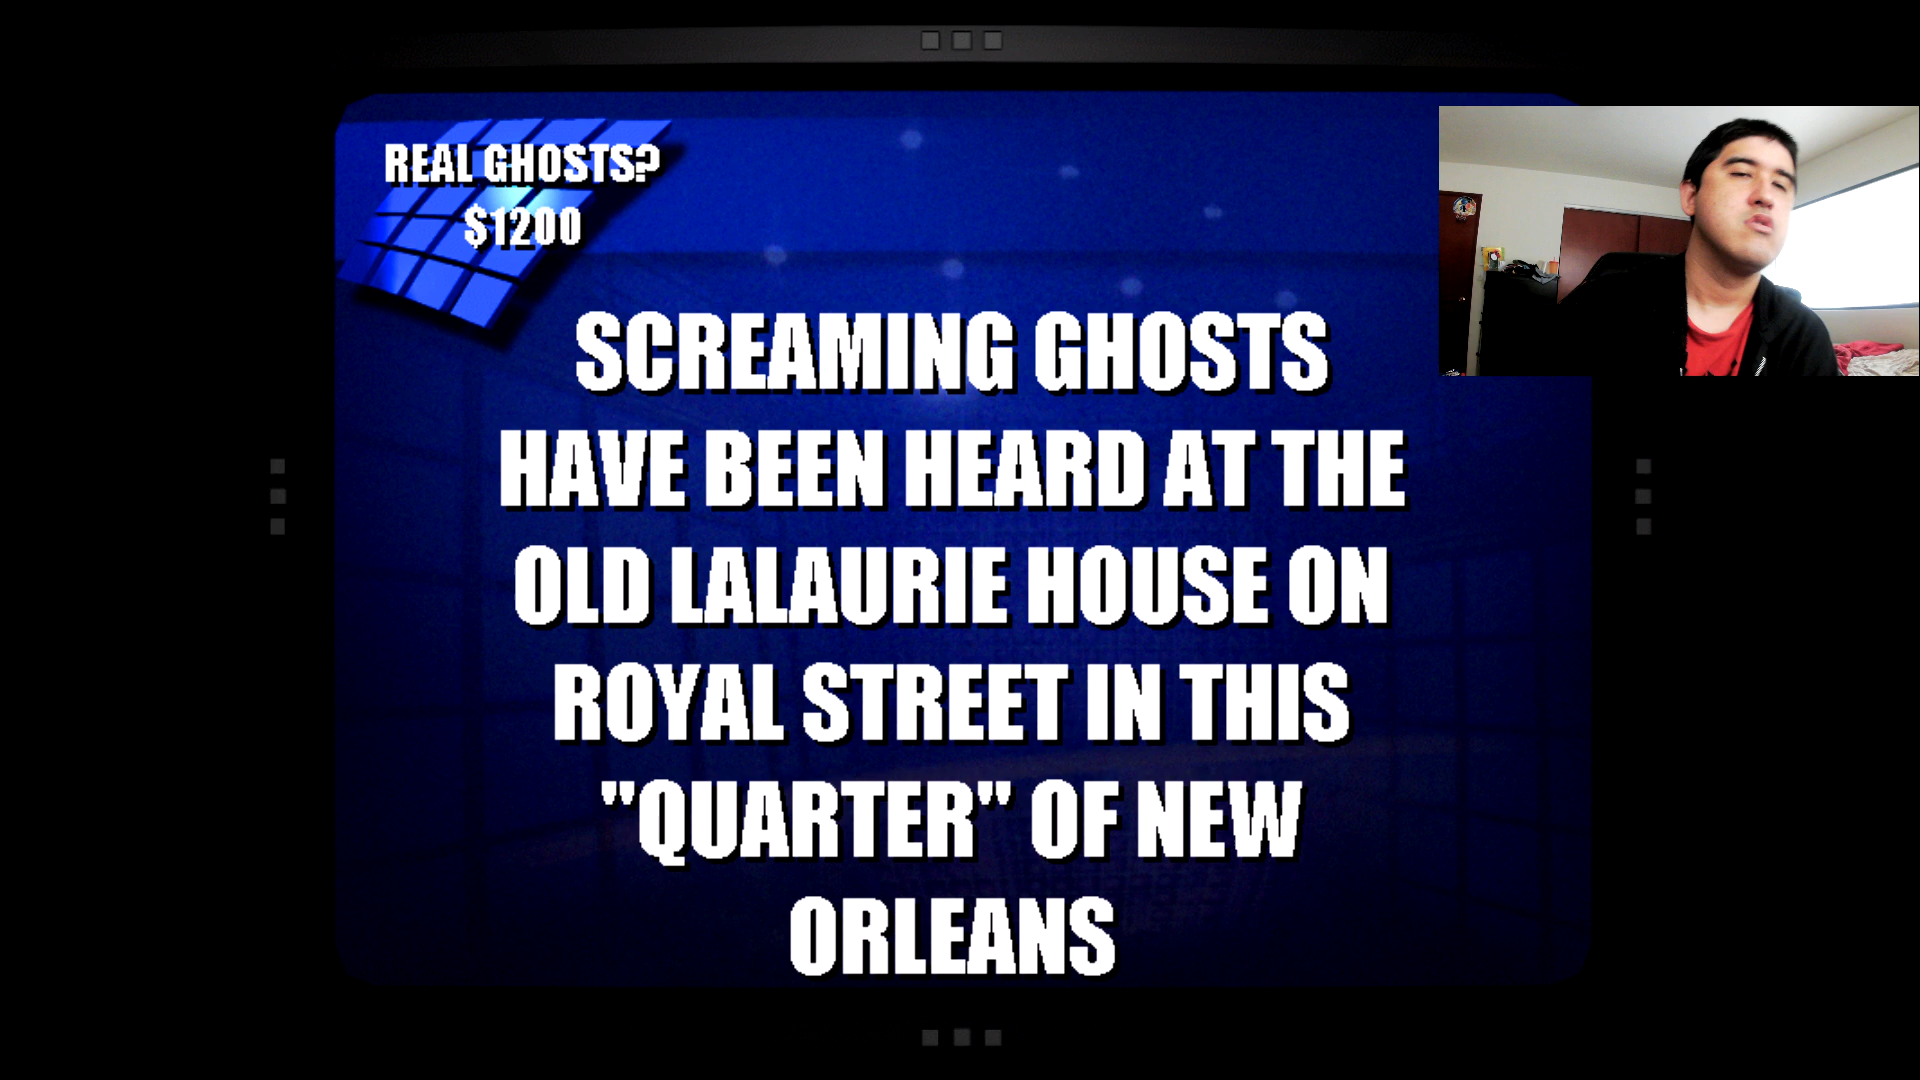 REAL GHOSTS?
$1200
SCREAMING GHOSTS
HAVE BEEN HEARD AT THE
OLD LALAURIE HOUSE ON
ROYAL STREET IN THIS
"QUARTER" OF NEW
ORLEANS